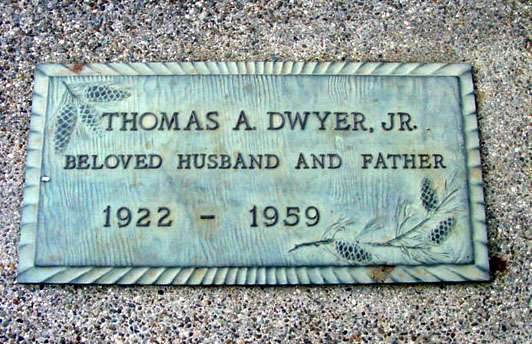 THOMAS A. DWYER, JR.
BELOVED HUSBAND AND FATHER
1922 – 1959